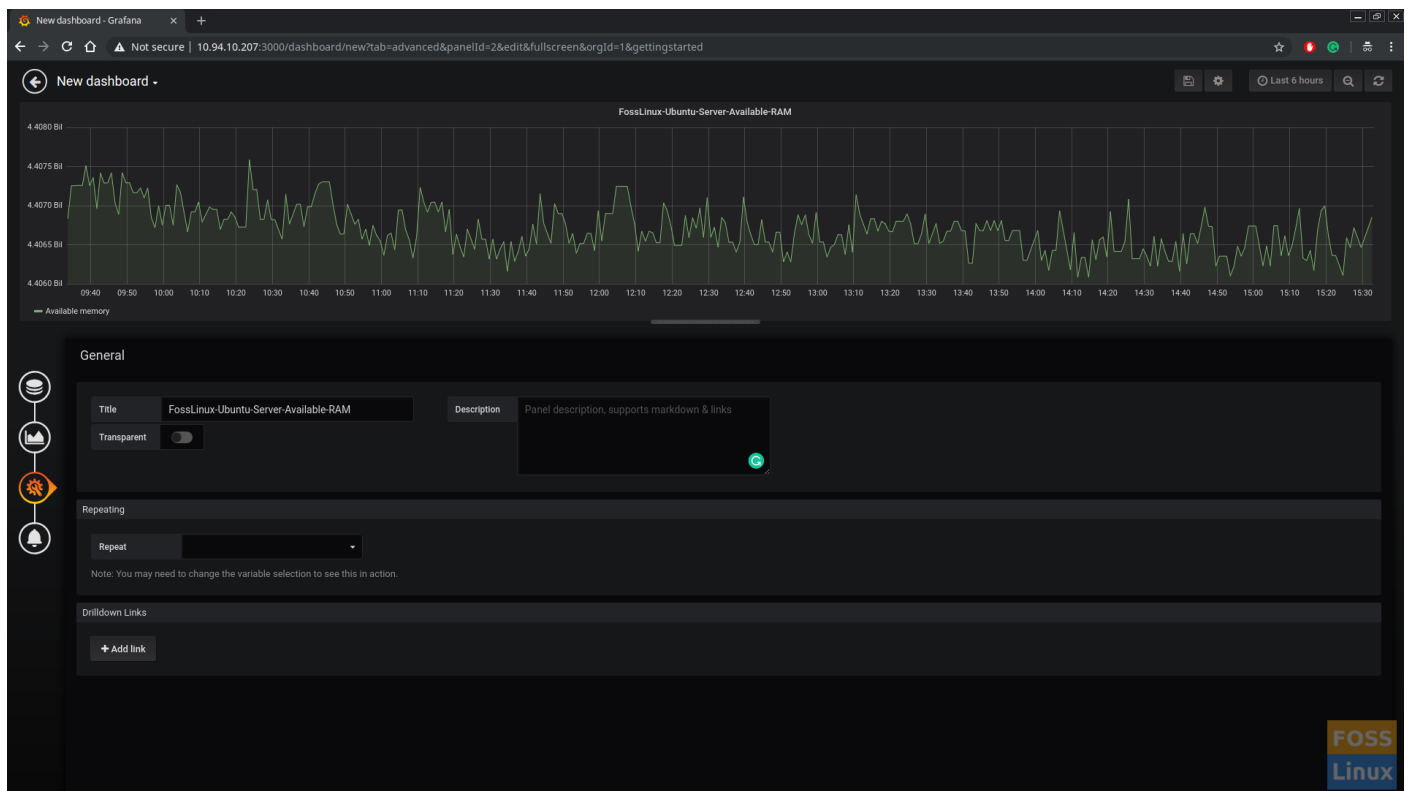 New dashboard - Grafana
Not secure | 10.94.10.207:3000/dashboard/new?tab=advanced&panelId=2&edit&fullscreen&orgId=1&gettingstarted
New dashboard
Last 6 hours
FossLinux-Ubuntu-Server-Available-RAM
4.4080 Bil
4.4075 Bil
4.4070 Bil
4.4065 Bil
4.4060 Bil
09:40 09:50 10:00 10:10 10:20 10:30 10:40 10:50 11:00 11:10 11:20 11:30 11:40 11:50 12:00 12:10 12:20 12:30 12:40 12:50 13:00 13:10 13:20 13:30 13:40 13:50 14:00 14:10 14:20 14:30 14:40 14:50 15:00 15:10 15:20 15:30
Available memory
General
Title FossLinux-Ubuntu-Server-Available-RAM Description Panel description, supports markdown & links
Transparent
Repeating
Repeat
Note: You may need to change the variable selection to see this in action.
Drilldown Links
+ Add link
FOSS
Linux